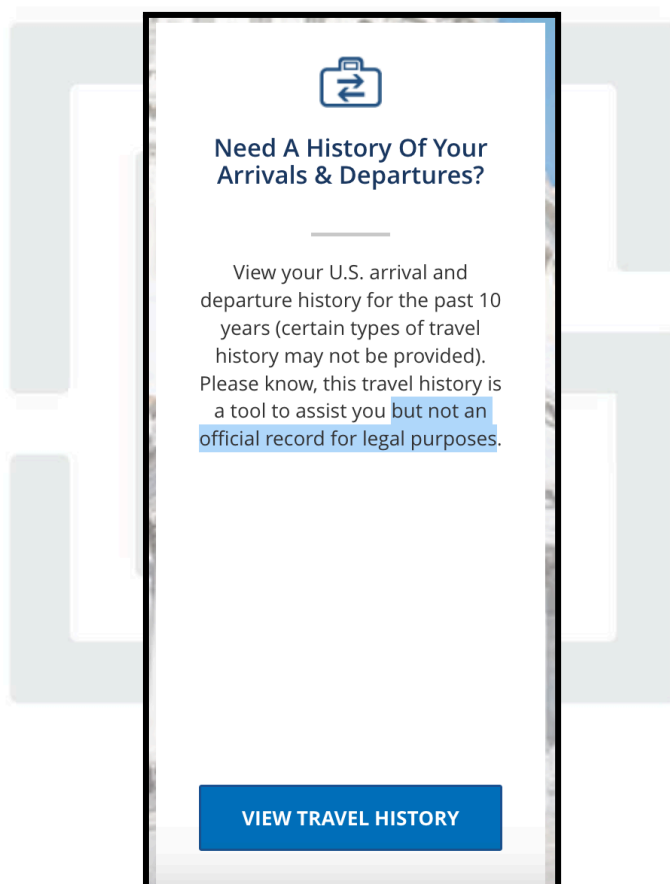 Need A History Of Your
Arrivals & Departures?
View your U.S. arrival and
departure history for the past 10
years (certain types of travel
history may not be provided).
Please know, this travel history is
a tool to assist you but not an
official record for legal purposes.
VIEW TRAVEL HISTORY